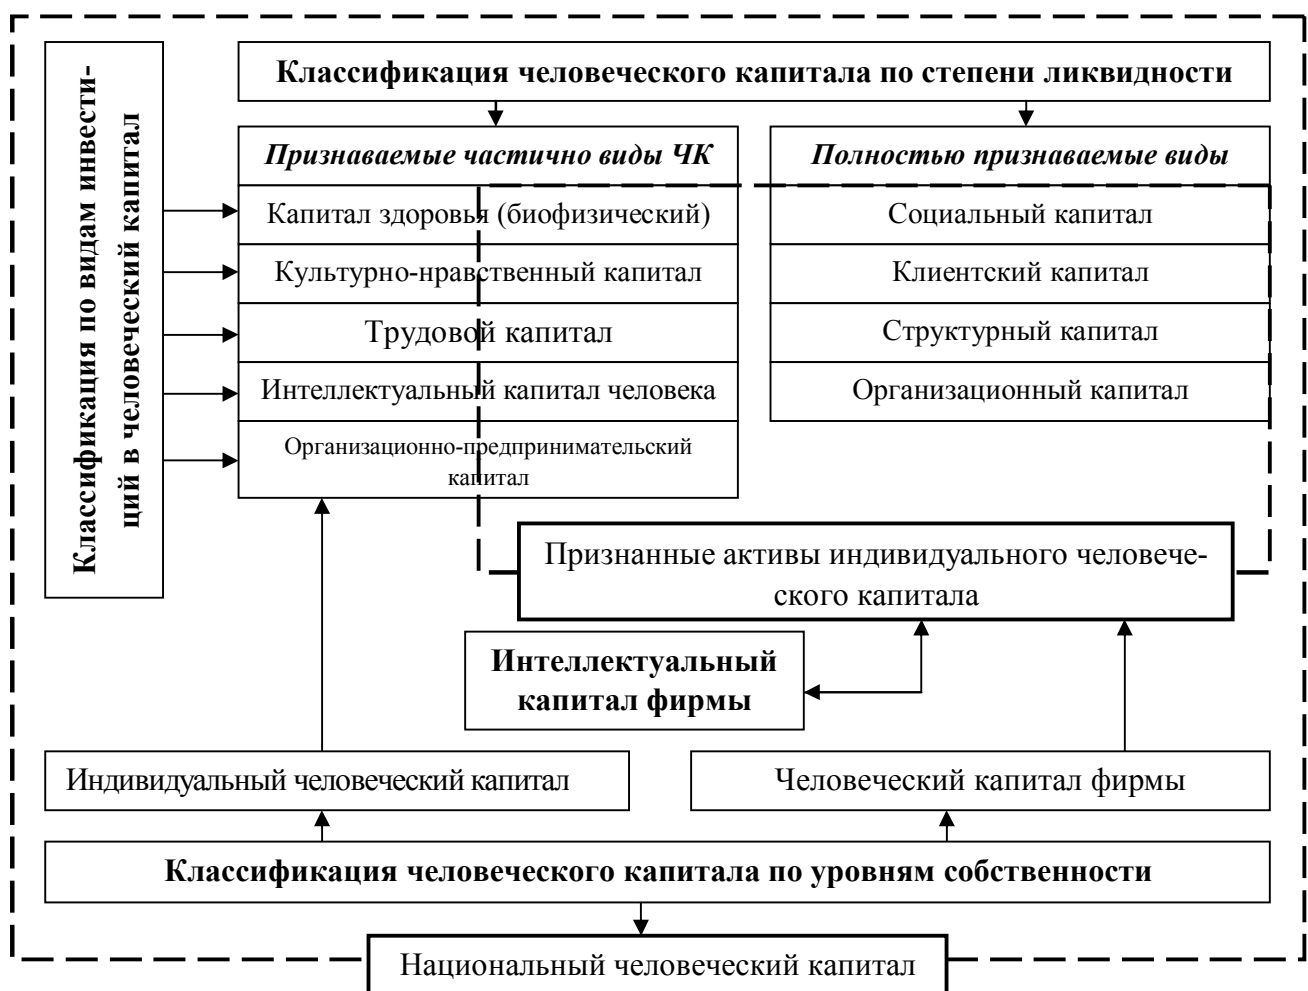 Классификация по видам инвести-
ций в человеческий капитал
Классификация человеческого капитала по степени ликвидности
Признаваемые частично виды ЧК
Капитал здоровья (биофизический)
Культурно-нравственный капитал
Трудовой капитал
Интеллектуальный капитал человека
Организационно-предпринимательский
капитал
Полностью признаваемые виды
Социальный капитал
Клиентский капитал
Структурный капитал
Организационный капитал
Признанные активы индивидуального человече-
ского капитала
Интеллектуальный
капитал фирмы
Индивидуальный человеческий капитал
Человеческий капитал фирмы
Классификация человеческого капитала по уровням собственности
Национальный человеческий капитал